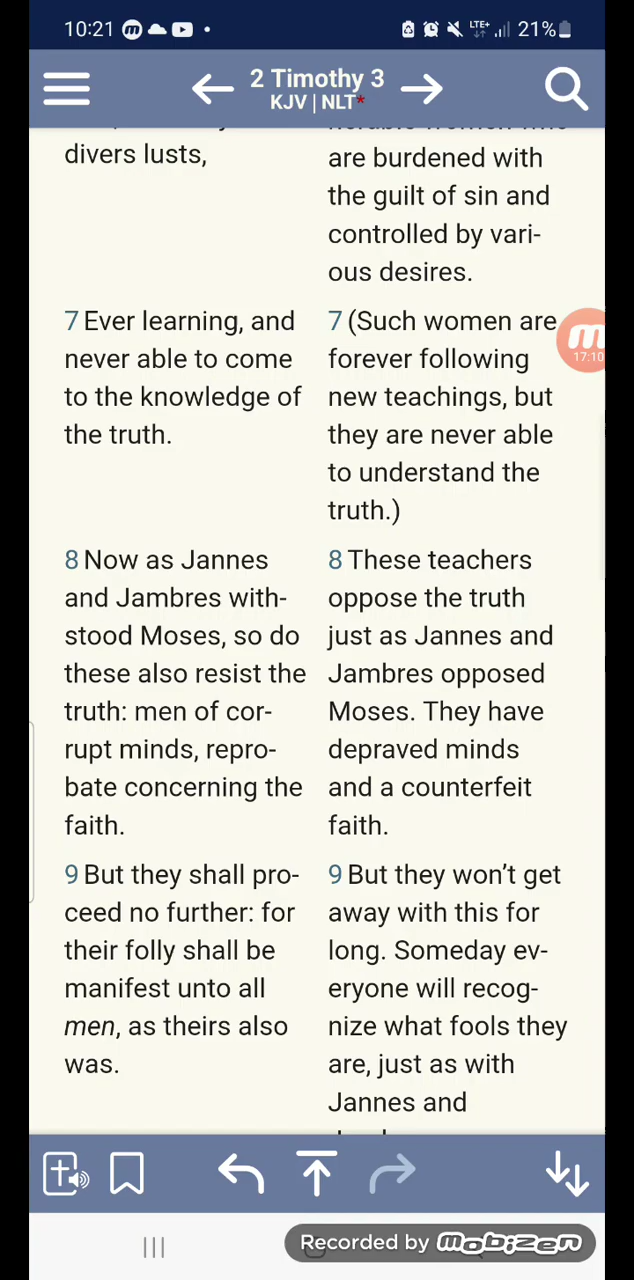 10:21
LTE+
21%
2 Timothy 3
KJV | NLT*
divers lusts,
are burdened with
the guilt of sin and
controlled by vari-
ous desires.
7 Ever learning, and
never able to come
to the knowledge of
the truth.
7 (Such women are
forever following
new teachings, but
they are never able
to understand the
truth.)
17:10
8 Now as Jannes
and Jambres with-
stood Moses, so do
these also resist the
truth: men of cor-
rupt minds, repro-
bate concerning the
faith.
8 These teachers
oppose the truth
just as Jannes and
Jambres opposed
Moses. They have
depraved minds
and a counterfeit
faith.
9 But they shall pro-
ceed no further: for
their folly shall be
manifest unto all
men, as theirs also
was.
9 But they won’t get
away with this for
long. Someday ev-
eryone will recog-
nize what fools they
are, just as with
Jannes and
Recorded by mobizen